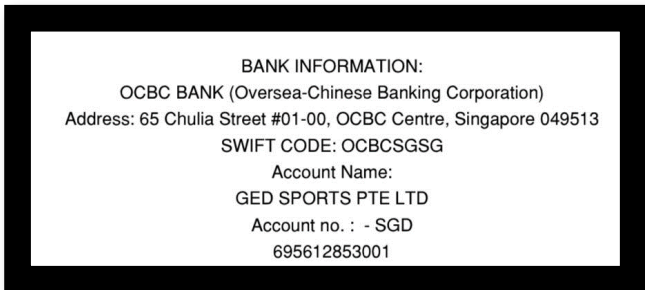 BANK INFORMATION:
OCBC BANK (Oversea-Chinese Banking Corporation)
Address: 65 Chulia Street #01-00, OCBC Centre, Singapore 049513
SWIFT CODE: OCBCSGSG
Account Name:
GED SPORTS PTE LTD
Account no. :  - SGD
695612853001